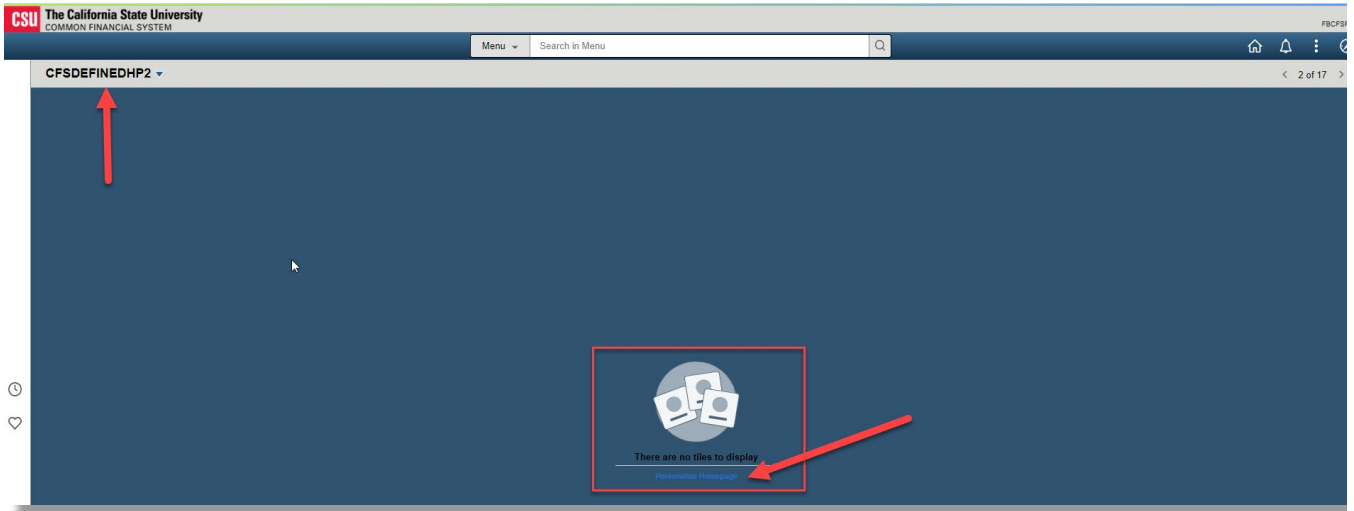 CSU The California State University
COMMON FINANCIAL SYSTEM
Menu Search in Menu
CFSDEFINEDHP2
2 of 17
There are no tiles to display
Personalize Homepage